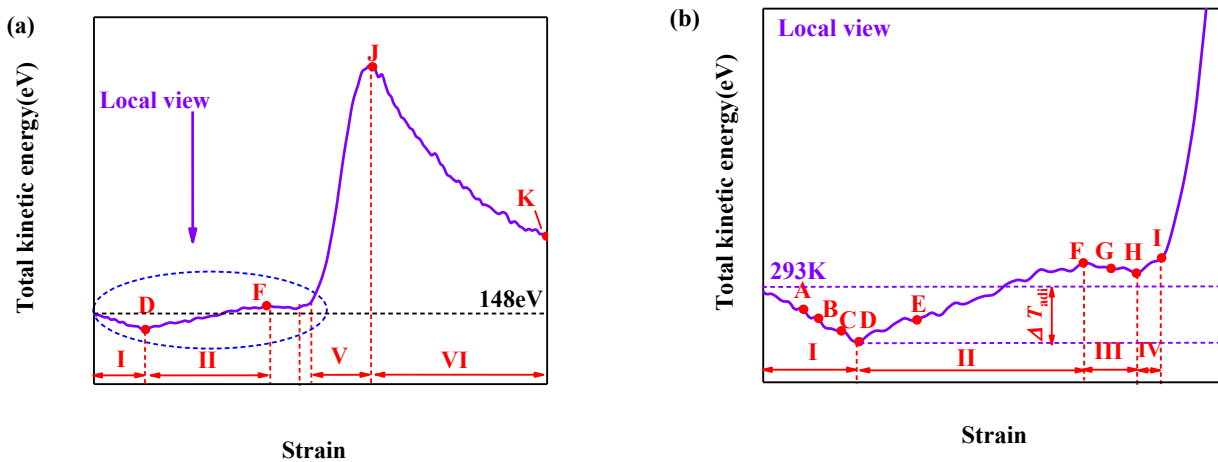 (a)
Total kinetic energy(eV)
Local view
J
K
D
F
148eV
I
II
V
VI
Strain
(b)
Total kinetic energy(eV)
Local view
293K
A
B
C
D
E
F
G
H
I
Δ T adi
I
II
III
IV
Strain